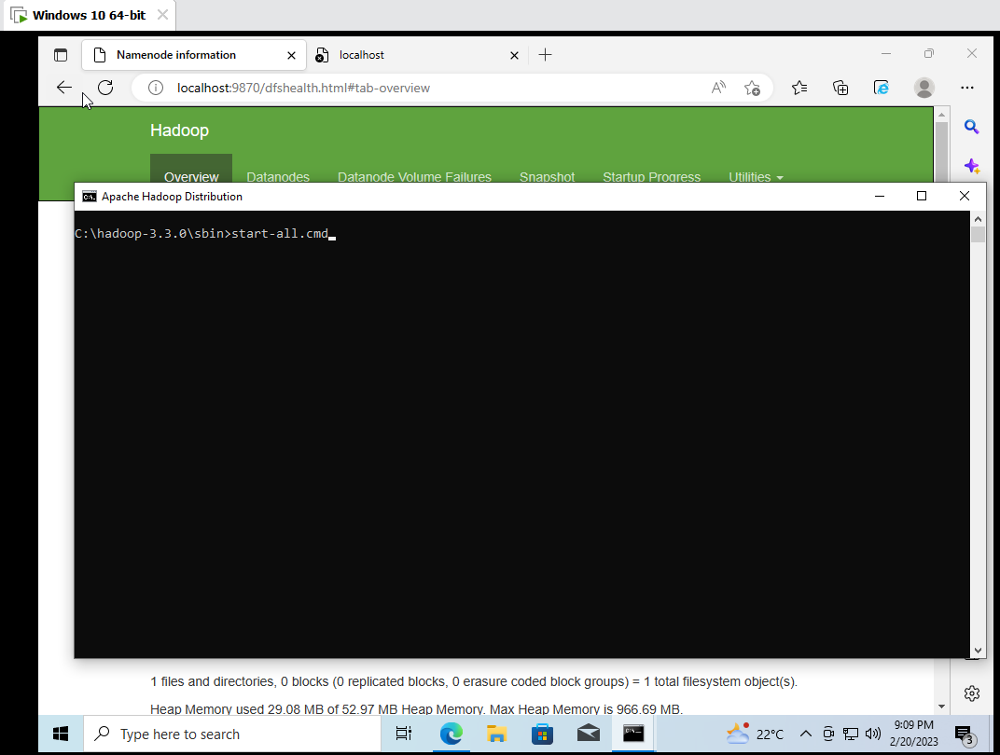 Windows 10 64-bit
Namenode information
localhost
localhost:9870/dfshealth.html#tab-overview
Hadoop
Overview Datanodes Datanode Volume Failures Snapshot Startup Progress Utilities
Apache Hadoop Distribution
C:\hadoop-3.3.0\sbin>start-all.cmd
1 files and directories, 0 blocks (0 replicated blocks, 0 erasure coded block groups) = 1 total filesystem object(s).
Heap Memory used 29.08 MB of 52.97 MB Heap Memory. Max Heap Memory is 966.69 MB.
Type here to search
22°C
9:09 PM
2/20/2023
3